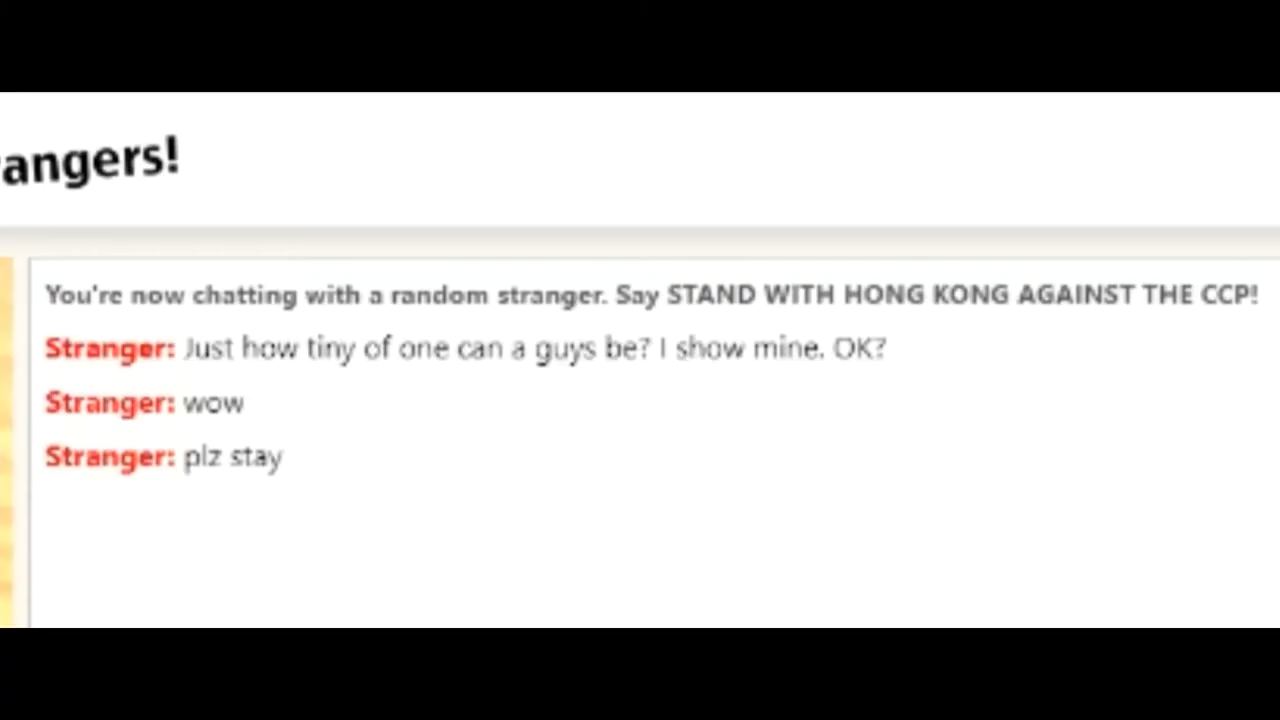 rangers!
You're now chatting with a random stranger. Say STAND WITH HONG KONG AGAINST THE CCP!
Stranger: Just how tiny of one can a guys be? I show mine. OK?
Stranger: wow
Stranger: plz stay